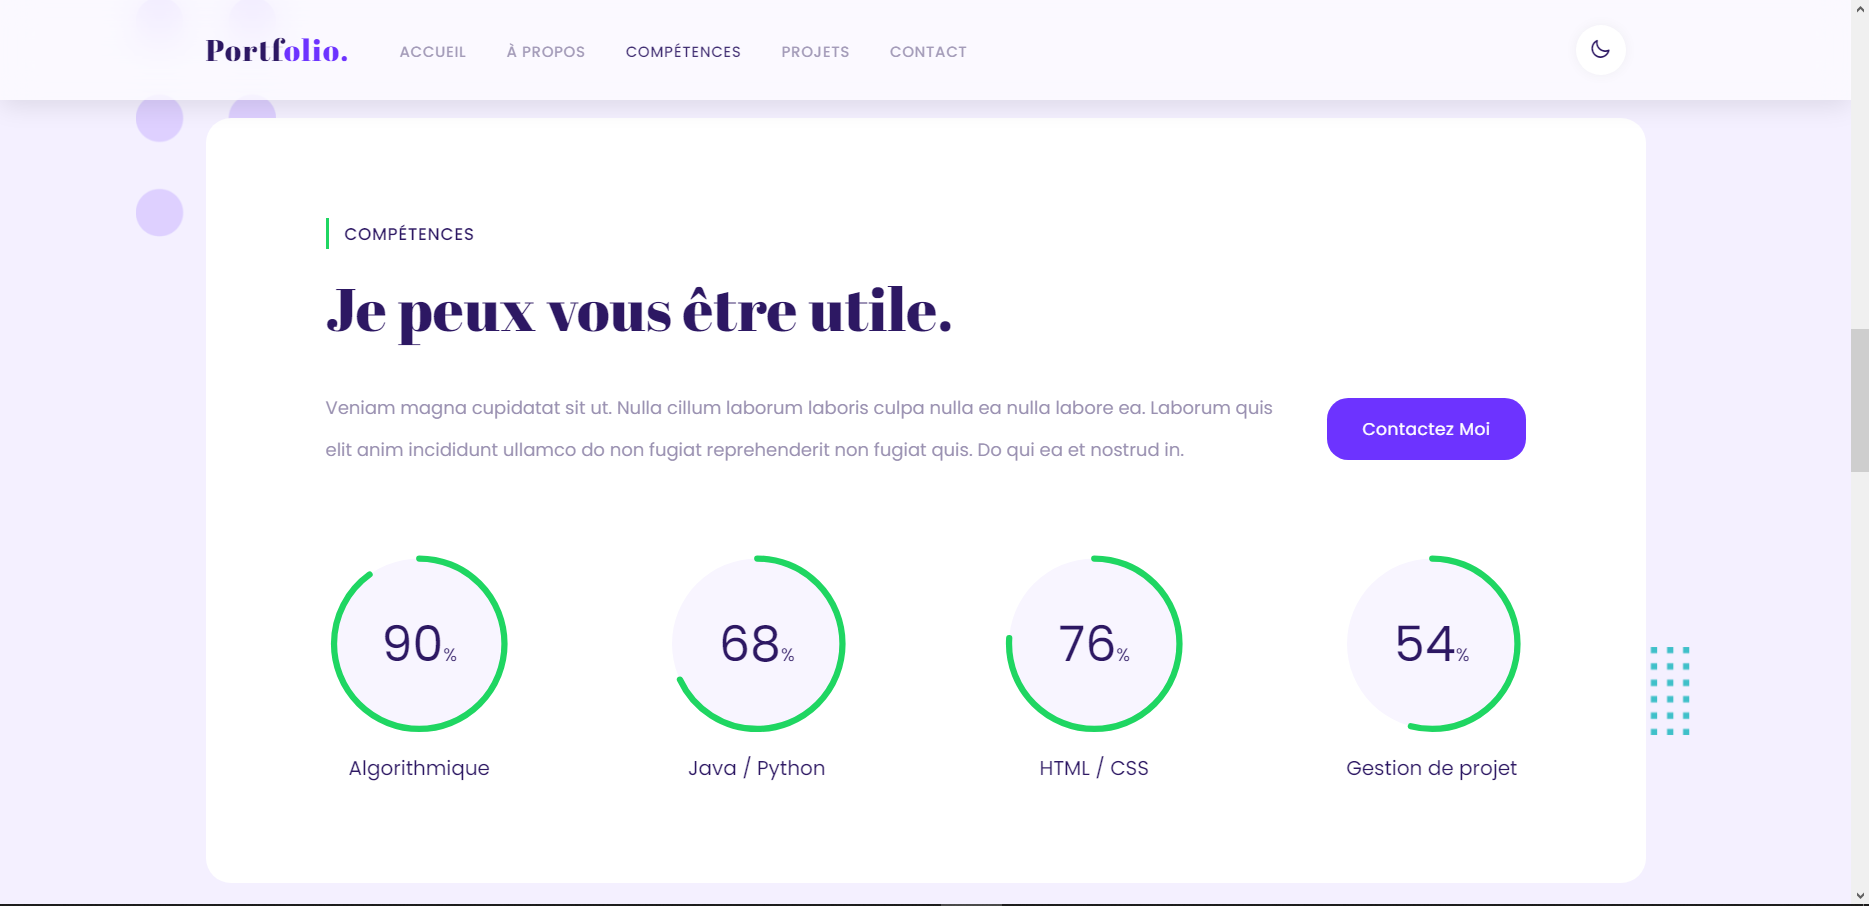 Portfolio.
ACCUEIL
À PROPOS
COMPÉTENCES
PROJETS
CONTACT
COMPÉTENCES
Je peux vous être utile.
Veniam magna cupidatat sit ut. Nulla cillum laborum laboris culpa nulla ea nulla labore ea. Laborum quis
elit anim incididunt ullamco do non fugiat reprehenderit non fugiat quis. Do qui ea et nostrud in.
Contactez Moi
90%
Algorithmique
68%
Java / Python
76%
HTML / CSS
54%
Gestion de projet